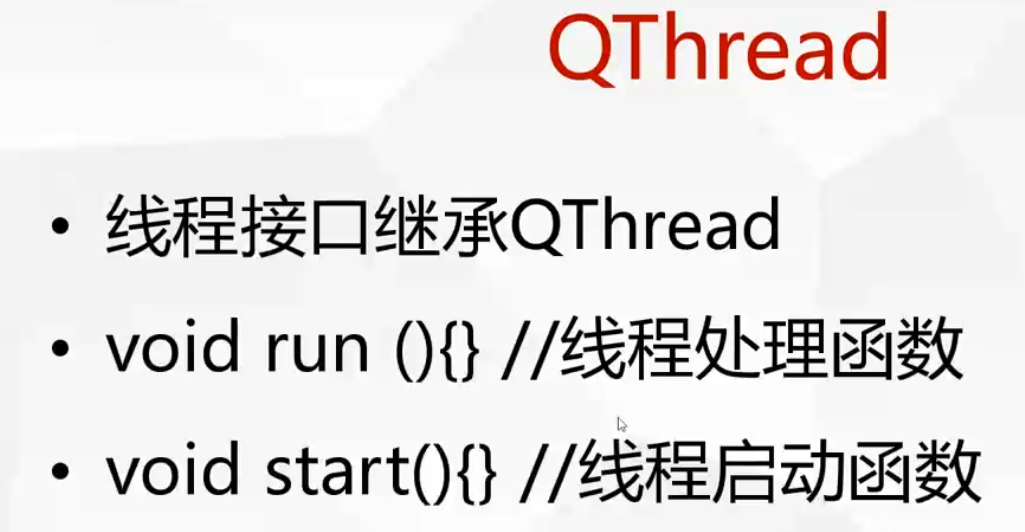 QThread
• 线程接口继承QThread
• void run (){} //线程处理函数
• void start(){} //线程启动函数